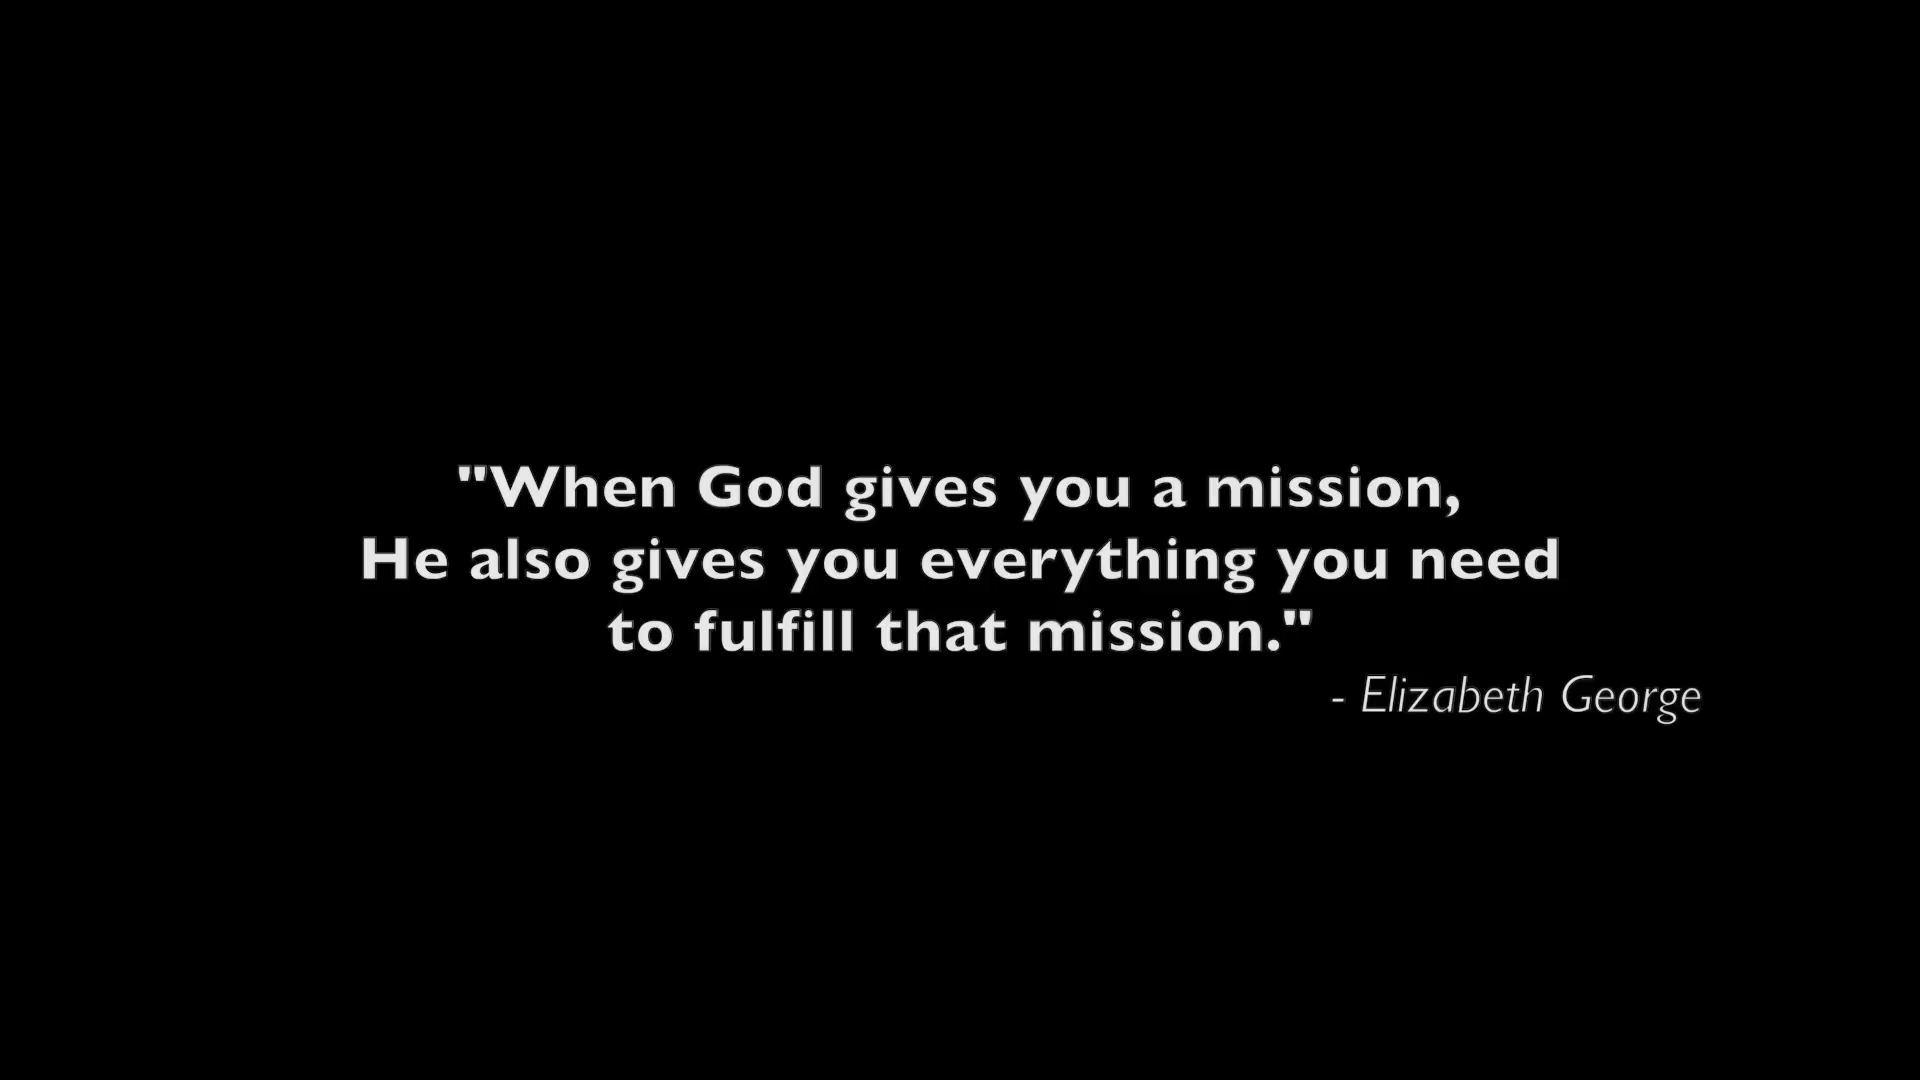 "When God gives you a mission,
He also gives you everything you need
to fulfill that mission."
- Elizabeth George